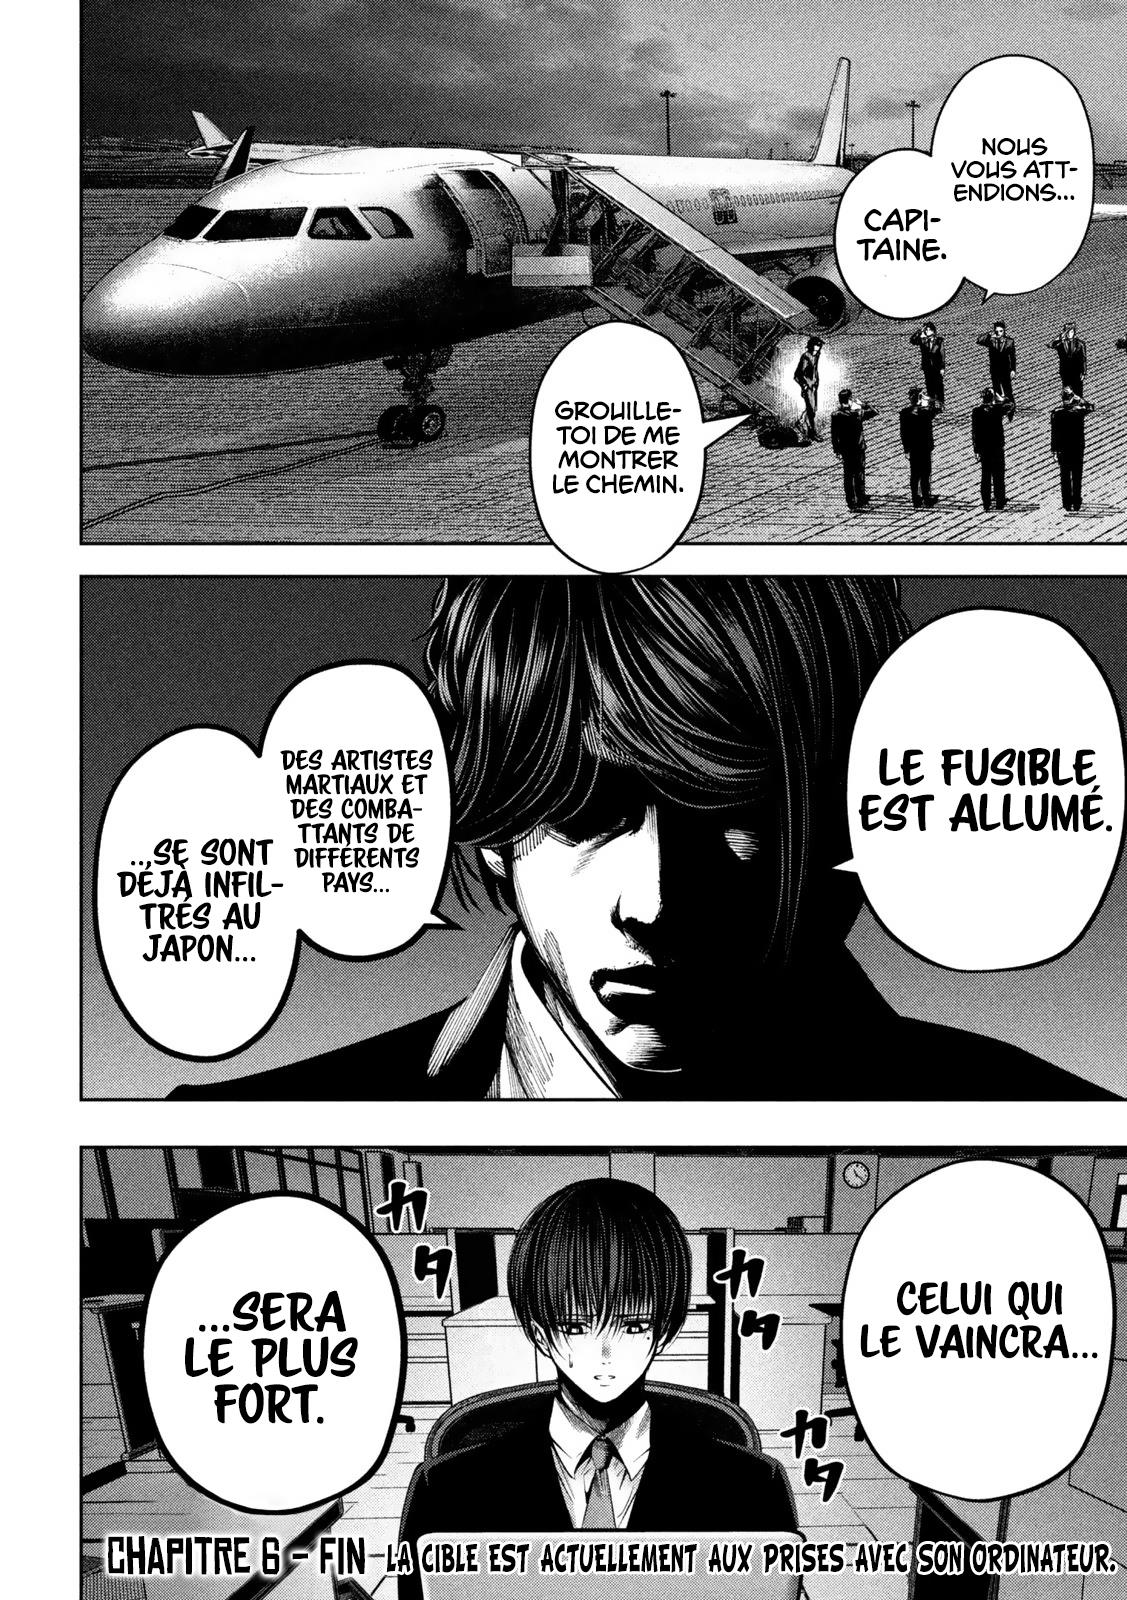 NOUS
VOUS ATT-
ENDIONS...
CAPI-
TAINE.
GROUILLE-
TOI DE ME
MONTRER
LE CHEMIN.
LE FUSIBLE
EST ALLUMÉ.
DES ARTISTES
MARTIAUX ET
DES COMBA-
TTANTS DE
DIFFÉRENTS
PAYS...
...SE SONT
DÉJÀ INFIL-
TRÉS AU
JAPON...
CELUI QUI
LE VAINCRA...
カタ
カタ
カタ
...SERA
LE PLUS
FORT.
CHAPITRE 6 - FIN LA CIBLE EST ACTUELLEMENT AUX PRISES AVEC SON ORDINATEUR.